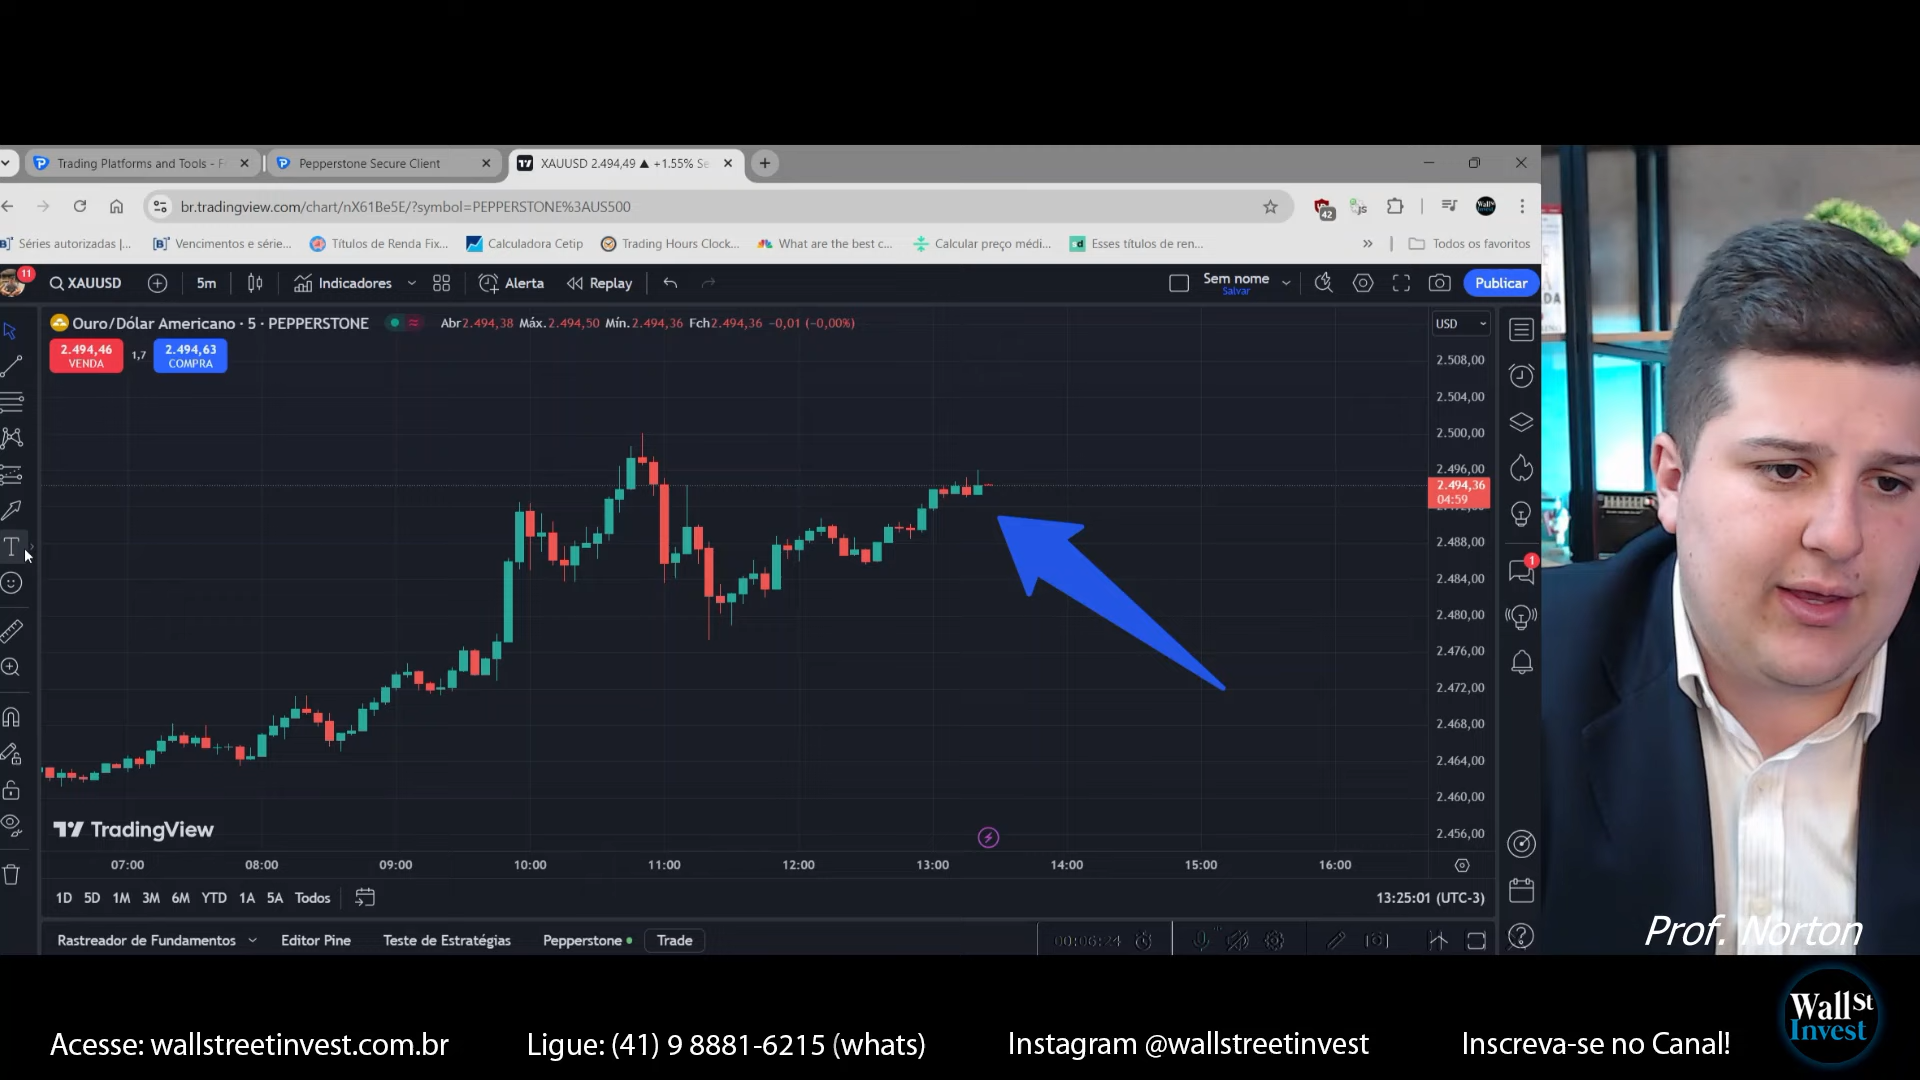 Trading Platforms and Tools - F
Pepperstone Secure Client
XAUUSD 2.494,49 ▲ +1.55% Se
br.tradingview.com/chart/nX61Be5E/?symbol=PEPPERSTONE%3AUS500
42
Séries autorizadas |...
Vencimentos e série...
Títulos de Renda Fix...
Calculadora Cetip
Trading Hours Clock...
What are the best c...
Calcular preço médi...
Esses títulos de ren...
Todos os favoritos
11
XAUUSD
5m
Indicadores
Alerta
Replay
Sem nome
Salvar
Publicar
Ouro/Dólar Americano · 5 · PEPPERSTONE
Abr2.494,38 Máx.2.494,50 Mín.2.494,36 Fch2.494,36 −0,01 (−0,00%)
USD
2.494,46
VENDA
1,7
2.494,63
COMPRA
2.508,00
2.504,00
2.500,00
2.496,00
2.494,36
04:59
2.488,00
2.484,00
2.480,00
2.476,00
2.472,00
2.468,00
2.464,00
2.460,00
2.456,00
1
TradingView
07:00 08:00 09:00 10:00 11:00 12:00 13:00 14:00 15:00 16:00
1D 5D 1M 3M 6M YTD 1A 5A Todos
13:25:01 (UTC-3)
Rastreador de Fundamentos
Editor Pine
Teste de Estratégias
Pepperstone
Trade
00:06:24
Prof. Norton
Acesse: wallstreetinvest.com.br
Ligue: (41) 9 8881-6215 (whats)
Instagram @wallstreetinvest
Inscreva-se no Canal!
Wall St
Invest